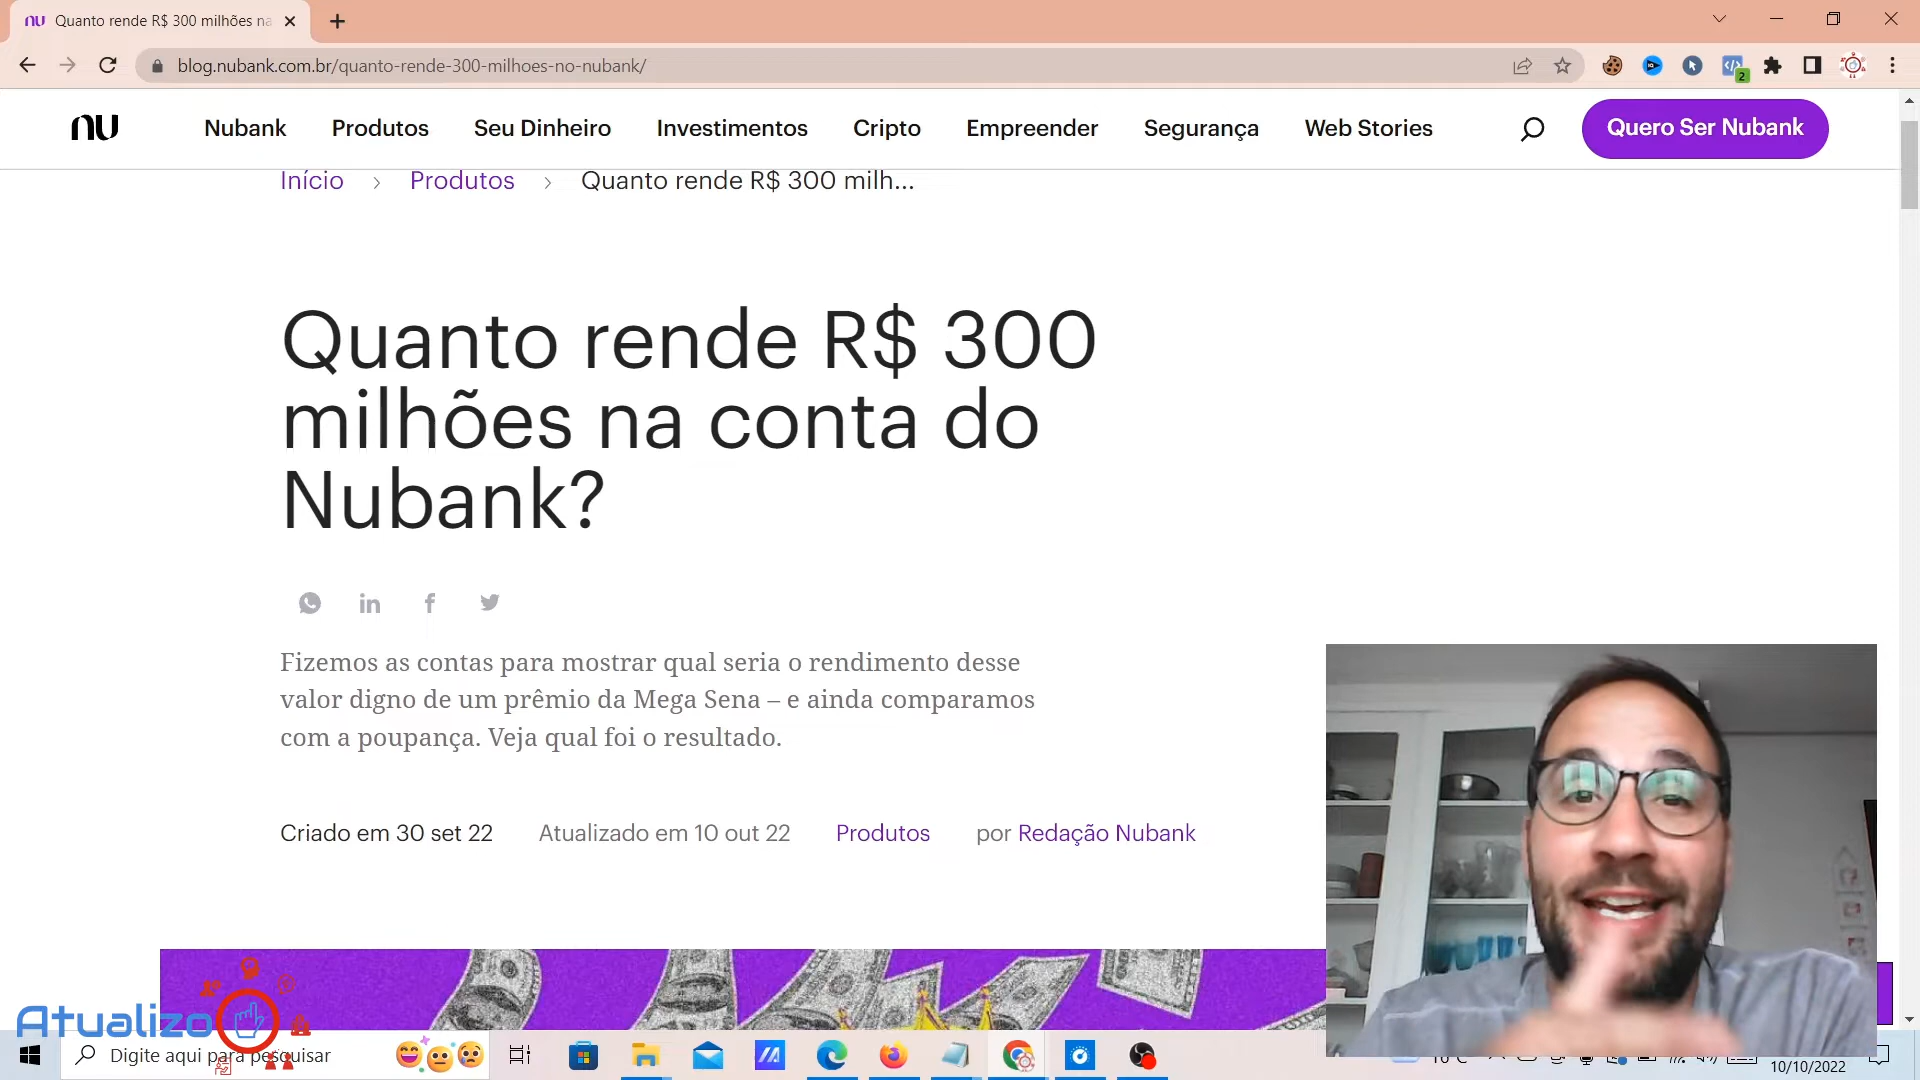 nu Quanto rende R$ 300 milhões na
blog.nubank.com.br/quanto-rende-300-milhoes-no-nubank/
2
nu Nubank Produtos Seu Dinheiro Investimentos Cripto Empreender Segurança Web Stories Quero Ser Nubank
Início > Produtos > Quanto rende R$ 300 milh...
Quanto rende R$ 300
milhões na conta do
Nubank?
Fizemos as contas para mostrar qual seria o rendimento desse
valor digno de um prêmio da Mega Sena – e ainda comparamos
com a poupança. Veja qual foi o resultado.
Criado em 30 set 22 Atualizado em 10 out 22 Produtos por Redação Nubank
Atualizo
Digite aqui para pesquisar
16°C
10/10/2022